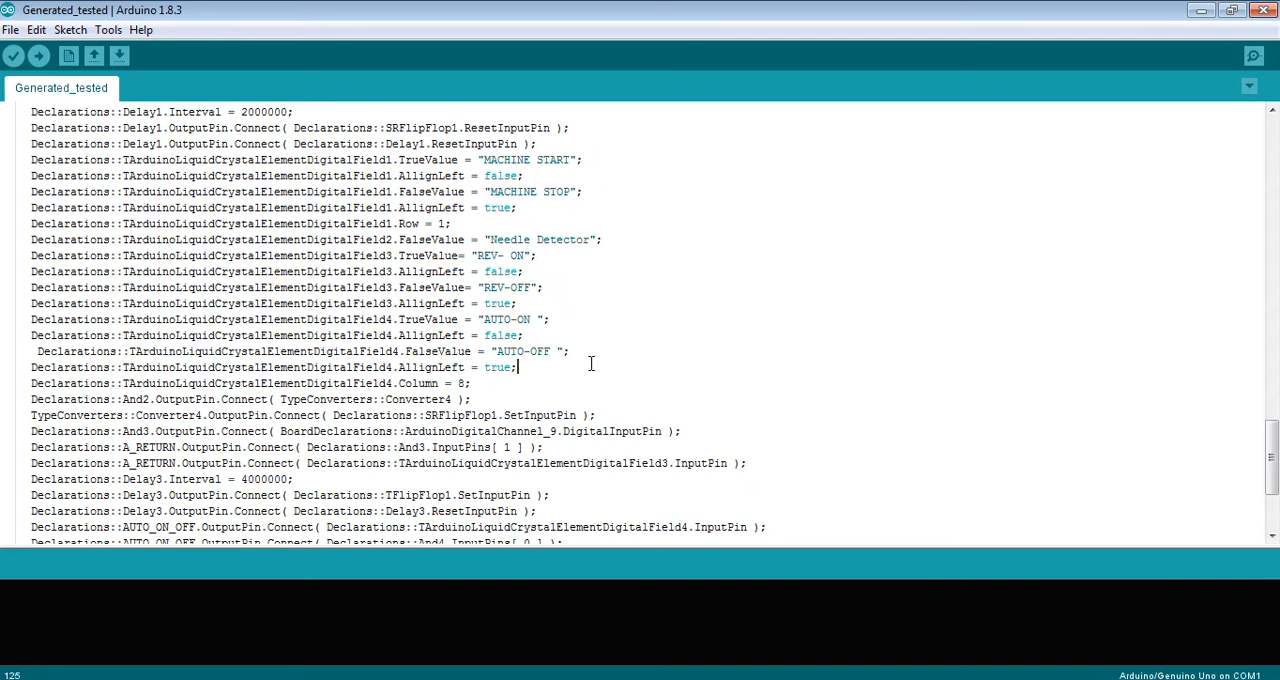 Generated_tested | Arduino 1.8.3
File Edit Sketch Tools Help
Generated_tested
Declarations::Delay1.Interval = 2000000;
Declarations::Delay1.OutputPin.Connect( Declarations::SRFlipFlop1.ResetInputPin );
Declarations::Delay1.OutputPin.Connect( Declarations::Delay1.ResetInputPin );
Declarations::TArduinoLiquidCrystalElementDigitalField1.TrueValue = "MACHINE START";
Declarations::TArduinoLiquidCrystalElementDigitalField1.AllignLeft = false;
Declarations::TArduinoLiquidCrystalElementDigitalField1.FalseValue = "MACHINE STOP";
Declarations::TArduinoLiquidCrystalElementDigitalField1.AllignLeft = true;
Declarations::TArduinoLiquidCrystalElementDigitalField1.Row = 1;
Declarations::TArduinoLiquidCrystalElementDigitalField2.FalseValue = "Needle Detector";
Declarations::TArduinoLiquidCrystalElementDigitalField3.TrueValue= "REV- ON";
Declarations::TArduinoLiquidCrystalElementDigitalField3.AllignLeft = false;
Declarations::TArduinoLiquidCrystalElementDigitalField3.FalseValue= "REV-OFF";
Declarations::TArduinoLiquidCrystalElementDigitalField3.AllignLeft = true;
Declarations::TArduinoLiquidCrystalElementDigitalField4.TrueValue = "AUTO-ON ";
Declarations::TArduinoLiquidCrystalElementDigitalField4.AllignLeft = false;
Declarations::TArduinoLiquidCrystalElementDigitalField4.FalseValue = "AUTO-OFF ";
Declarations::TArduinoLiquidCrystalElementDigitalField4.AllignLeft = true;
Declarations::TArduinoLiquidCrystalElementDigitalField4.Column = 8;
Declarations::And2.OutputPin.Connect( TypeConverters::Converter4 );
TypeConverters::Converter4.OutputPin.Connect( Declarations::SRFlipFlop1.SetInputPin );
Declarations::And3.OutputPin.Connect( BoardDeclarations::ArduinoDigitalChannel_9.DigitalInputPin );
Declarations::A_RETURN.OutputPin.Connect( Declarations::And3.InputPins[ 1 ] );
Declarations::A_RETURN.OutputPin.Connect( Declarations::TArduinoLiquidCrystalElementDigitalField3.InputPin );
Declarations::Delay3.Interval = 4000000;
Declarations::Delay3.OutputPin.Connect( Declarations::TFlipFlop1.SetInputPin );
Declarations::Delay3.OutputPin.Connect( Declarations::Delay3.ResetInputPin );
Declarations::AUTO_ON_OFF.OutputPin.Connect( Declarations::TArduinoLiquidCrystalElementDigitalField4.InputPin );
Declarations::AUTO_ON_OFF.OutputPin.Connect( Declarations::And4.InputPins[ 0 ] );
125
Arduino/Genuino Uno on COM1